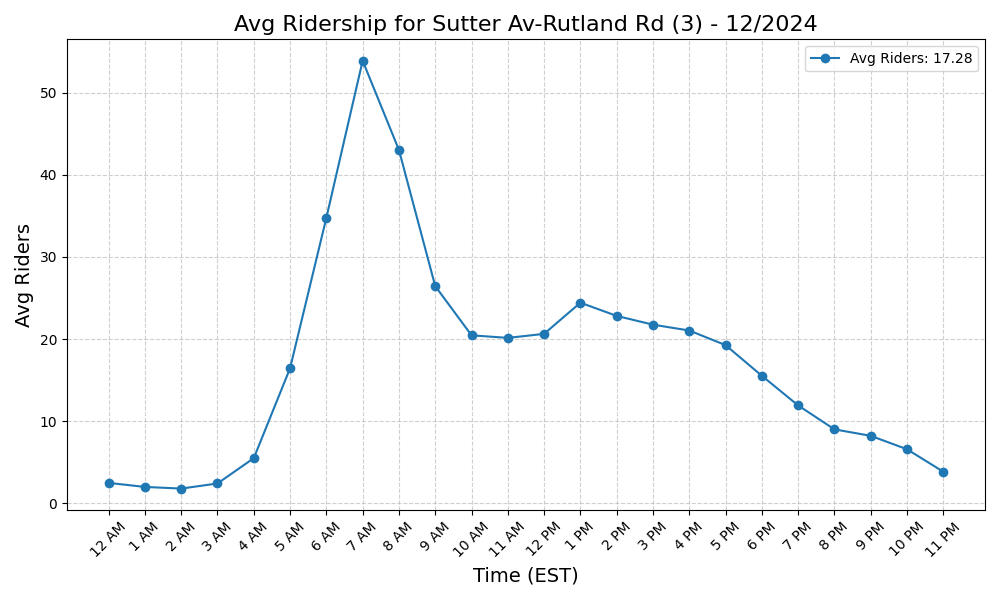 Avg Ridership for Sutter Av-Rutland Rd (3) - 12/2024
Avg Riders: 17.28
Avg Riders
50
40
30
20
10
0
12 AM
1 AM
2 AM
3 AM
4 AM
5 AM
6 AM
7 AM
8 AM
9 AM
10 AM
11 AM
12 PM
1 PM
2 PM
3 PM
4 PM
5 PM
6 PM
7 PM
8 PM
9 PM
10 PM
11 PM
Time (EST)